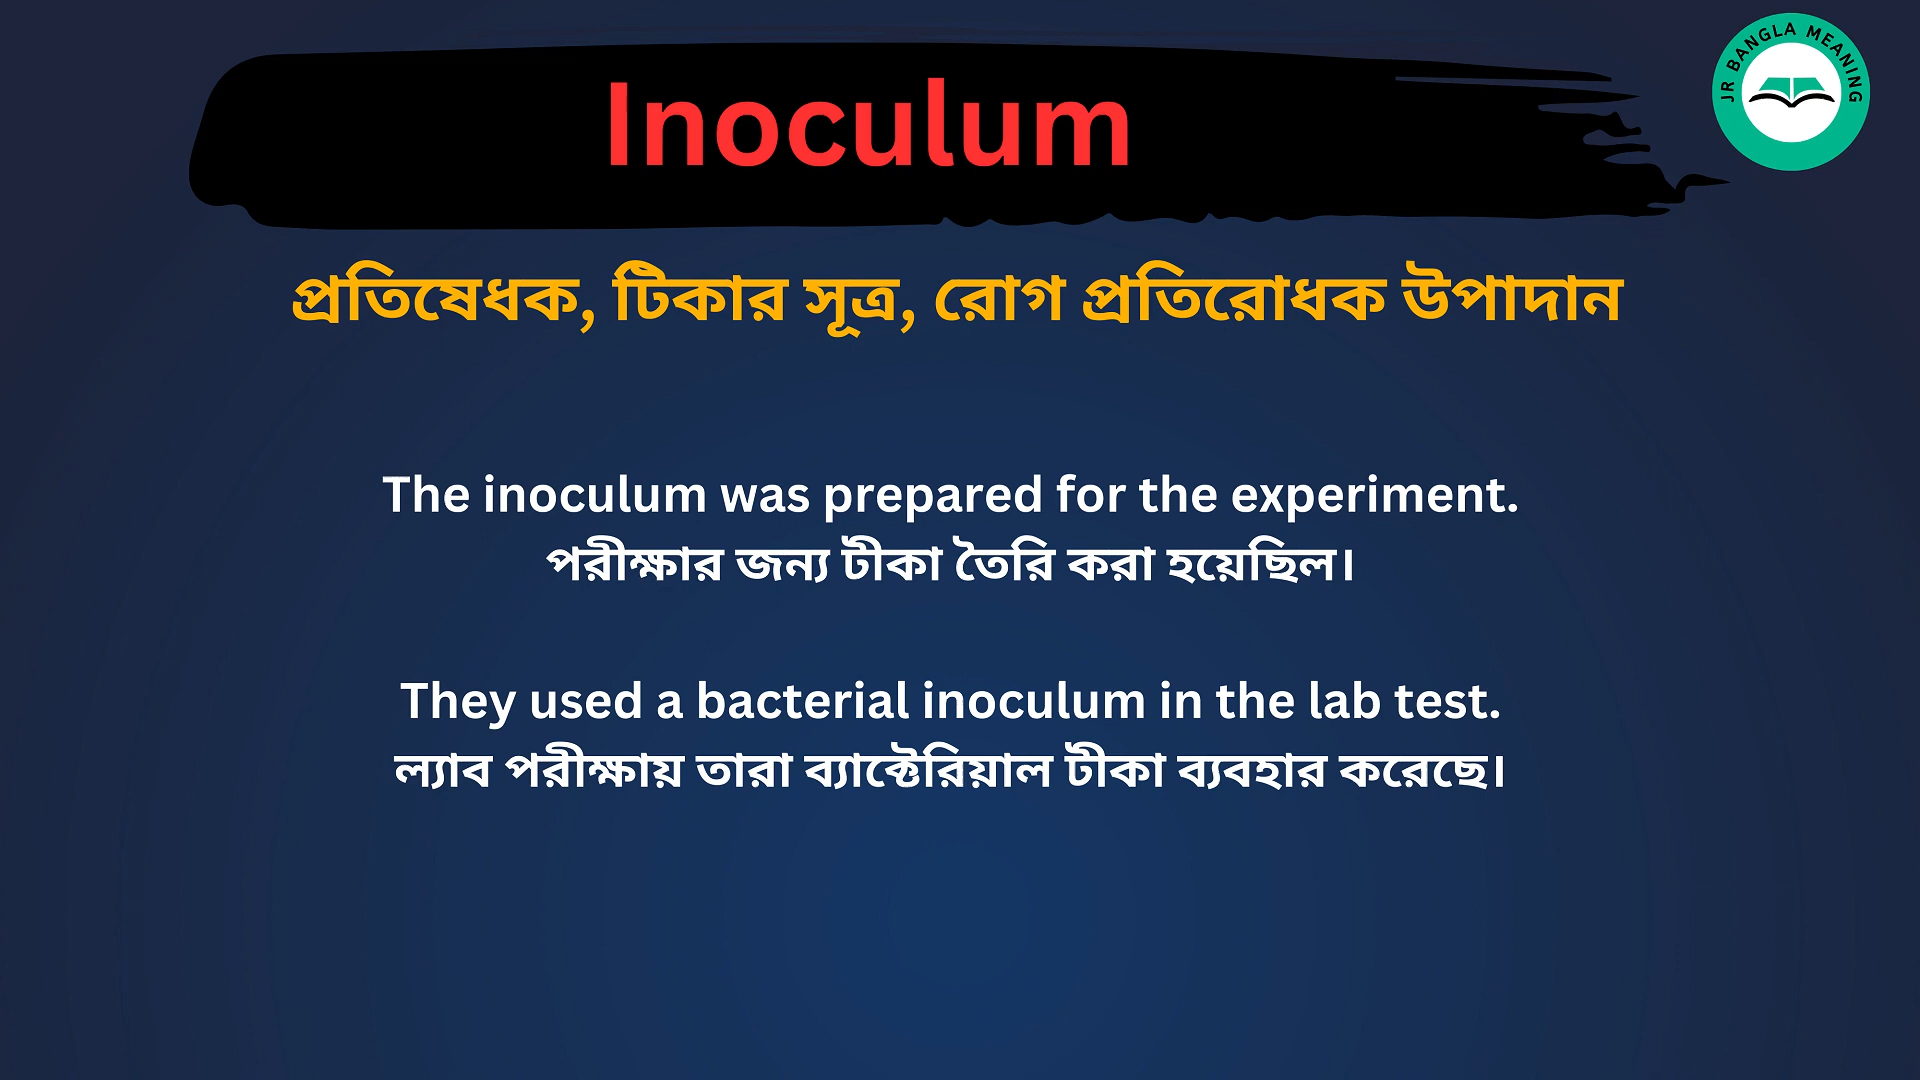 JR BANGLA MEANING
Inoculum
প্রতিষেধক, টিকার সূত্র, রোগ প্রতিরোধক উপাদান
The inoculum was prepared for the experiment.
পরীক্ষার জন্য টীকা তৈরি করা হয়েছিল।
They used a bacterial inoculum in the lab test.
ল্যাব পরীক্ষায় তারা ব্যাক্টেরিয়াল টীকা ব্যবহার করেছে।